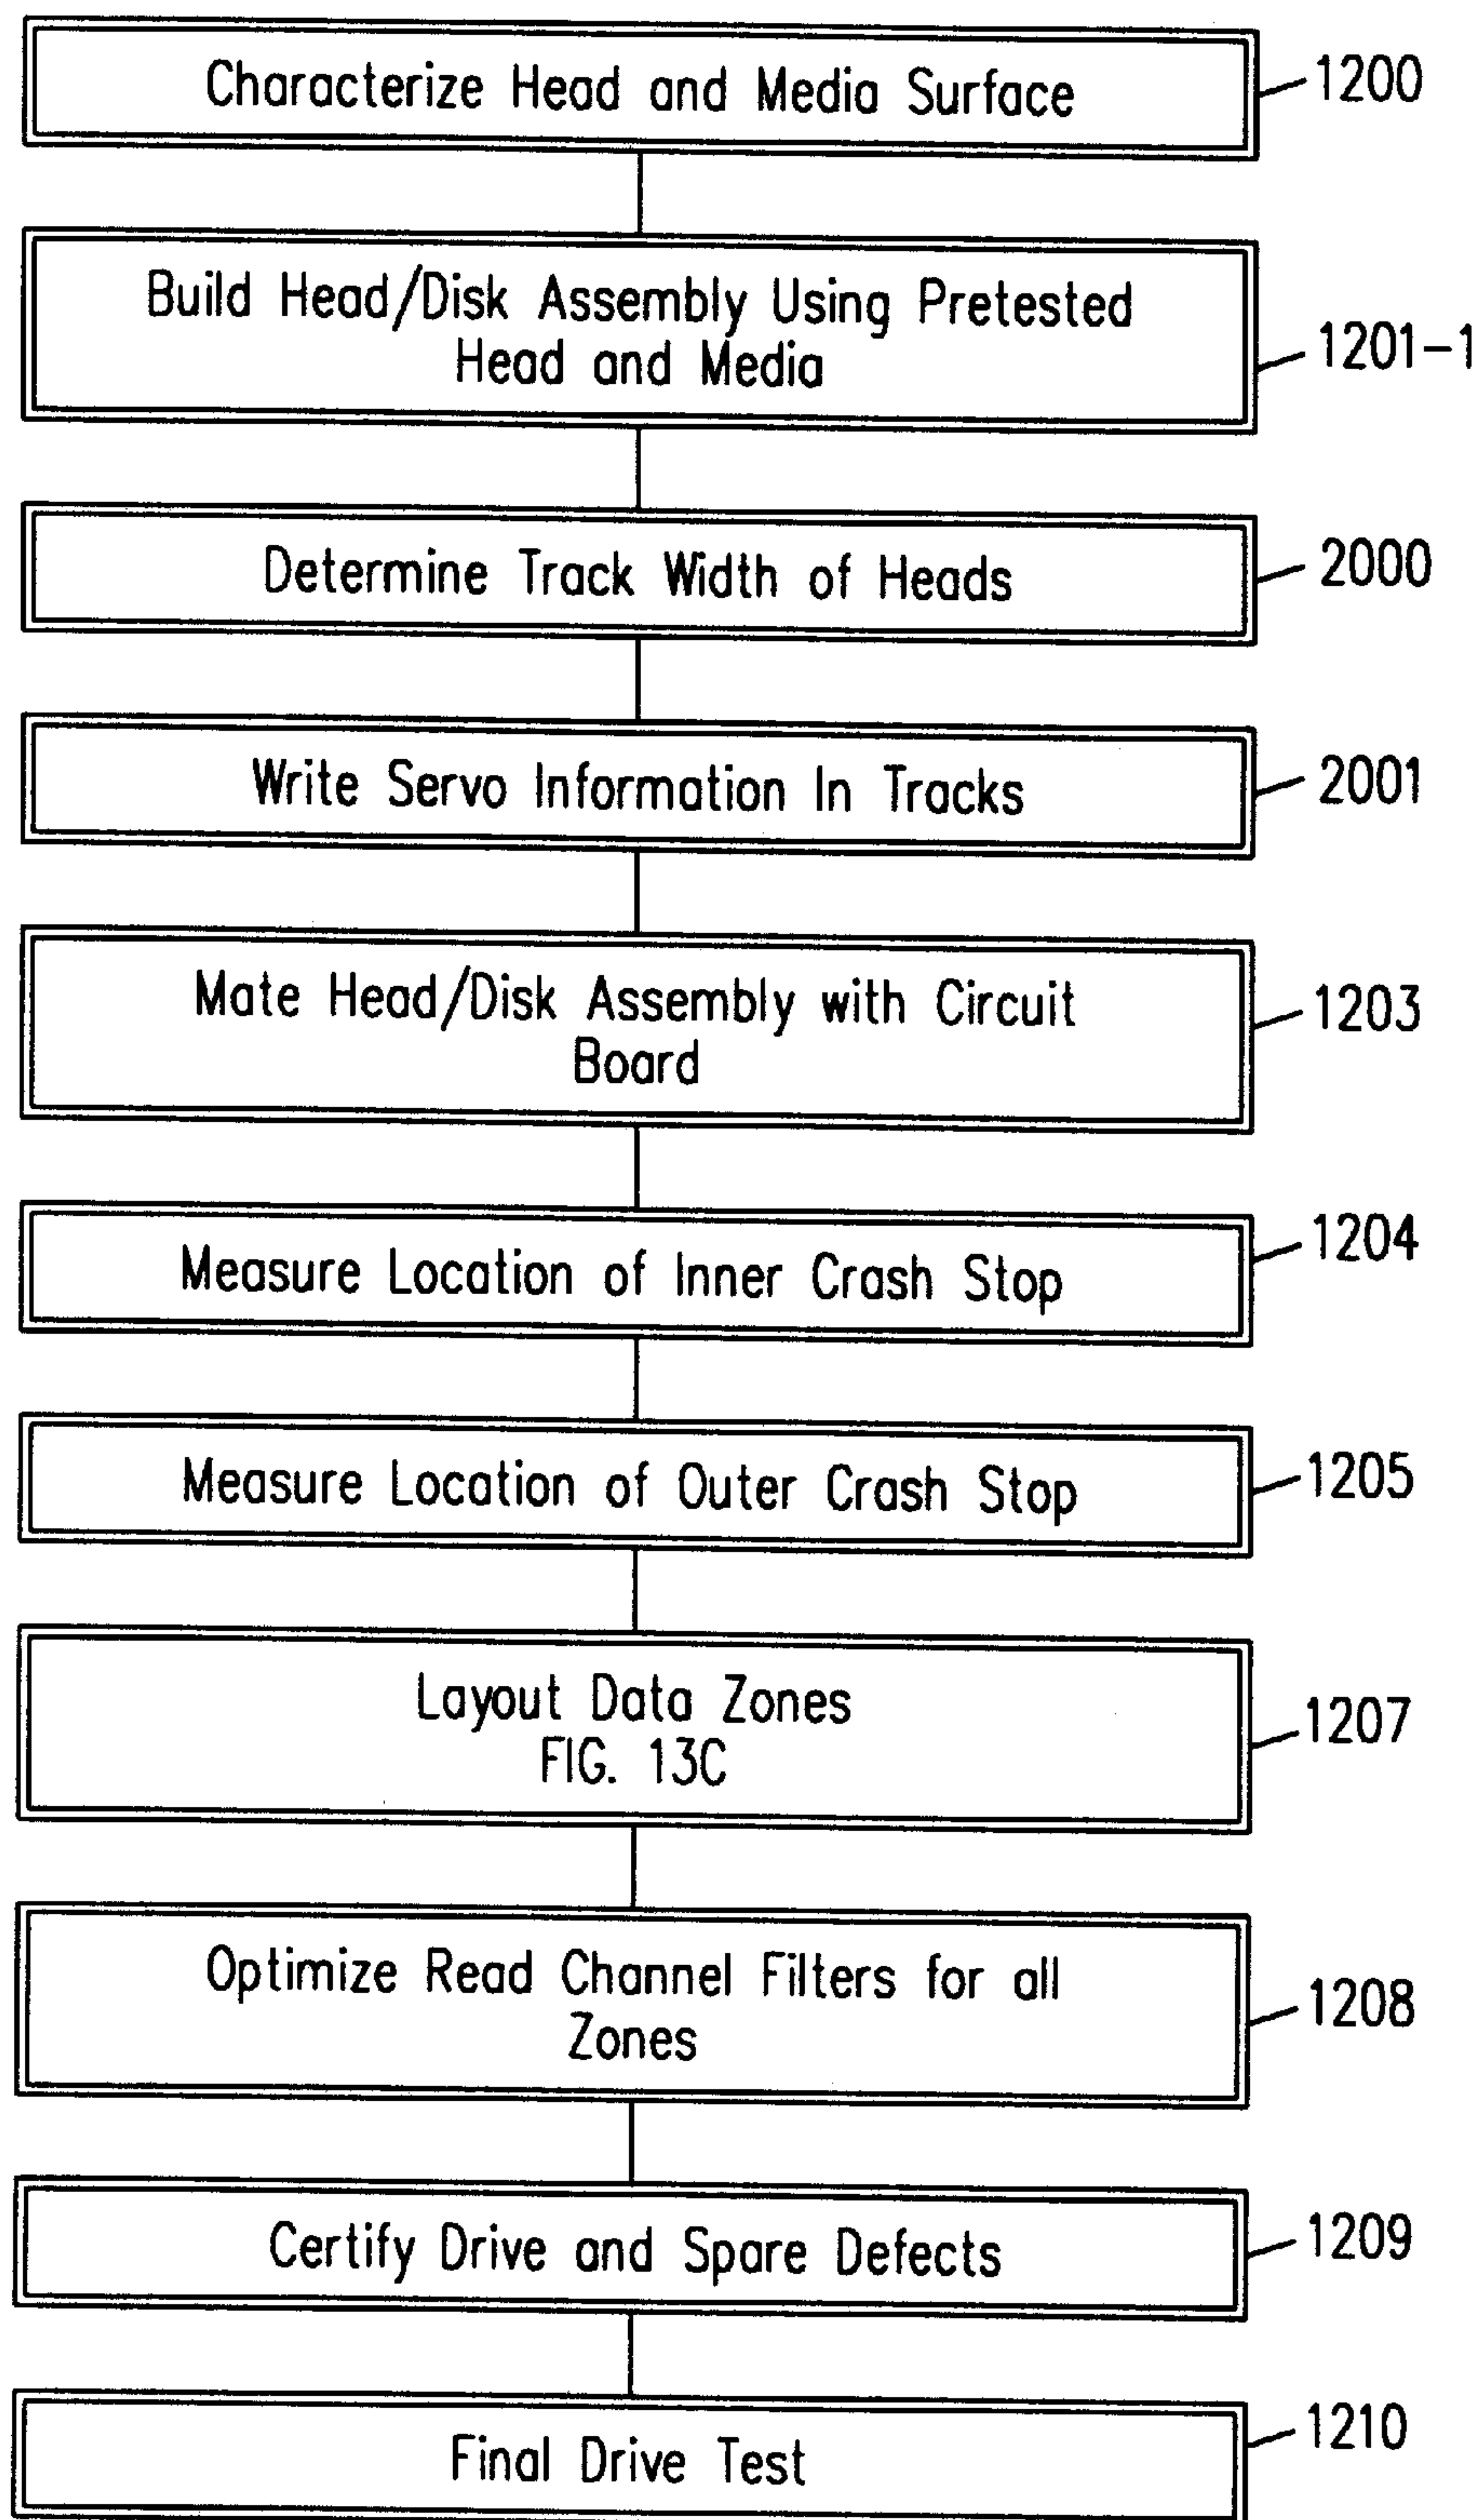 Characterize Head and Media Surface
1200
Build Head/Disk Assembly Using Pretested
Head and Media
1201-1
Determine Track Width of Heads
2000
Write Servo Information In Tracks
2001
Mate Head/Disk Assembly with Circuit
Board
1203
Measure Location of Inner Crash Stop
1204
Measure Location of Outer Crash Stop
1205
Layout Data Zones
FIG. 13C
1207
Optimize Read Channel Filters for all
Zones
1208
Certify Drive and Spare Defects
1209
Final Drive Test
1210